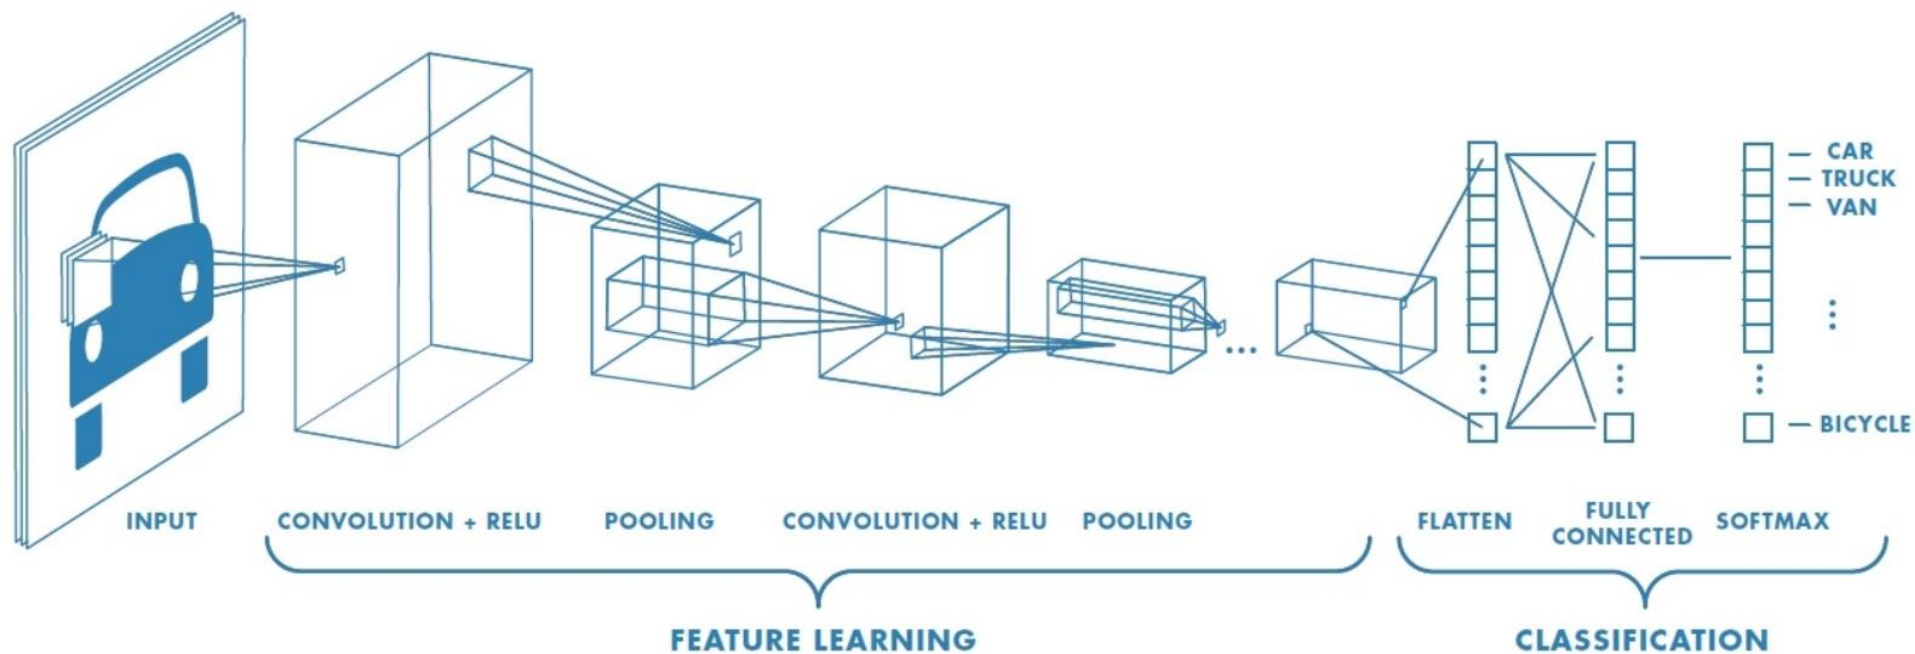 CAR
TRUCK
VAN
BICYCLE
INPUT
CONVOLUTION + RELU
POOLING
CONVOLUTION + RELU
POOLING
FLATTEN
FULLY
CONNECTED
SOFTMAX
FEATURE LEARNING
CLASSIFICATION